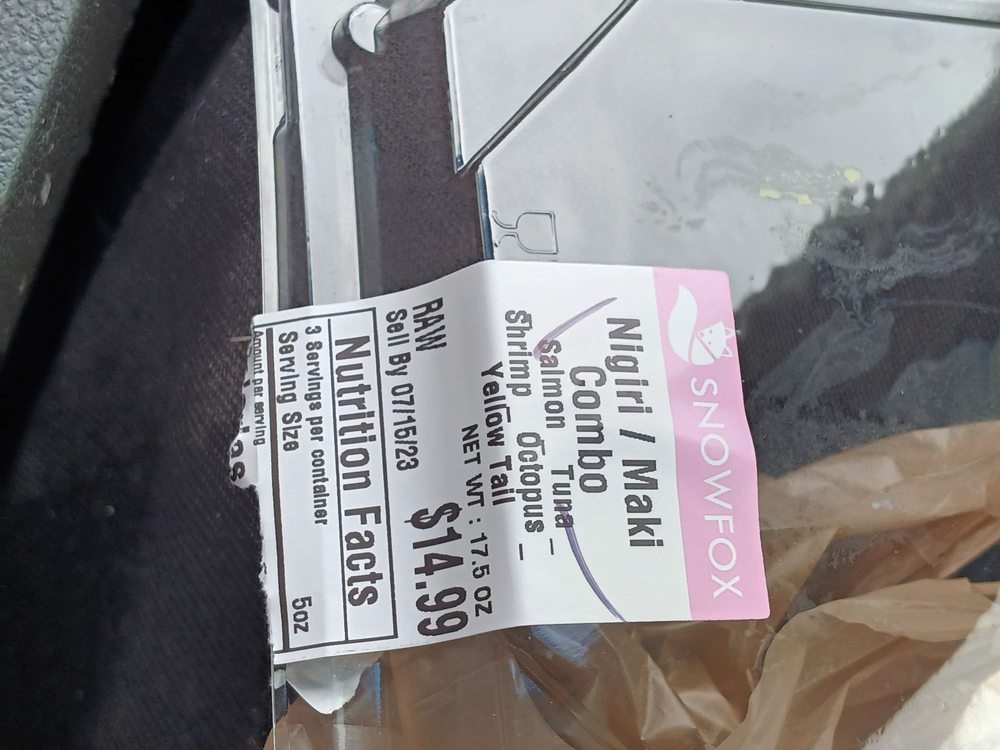 SNOWFOX
Nigiri / Maki
Combo
Salmon _ Tuna _
Shrimp _ Octopus _
Yellow Tail
NET WT : 17.5 OZ
RAW $14.99
Sell By 07/15/23
Nutrition Facts
3 Servings per container
Serving Size 5oz
Amount per serving